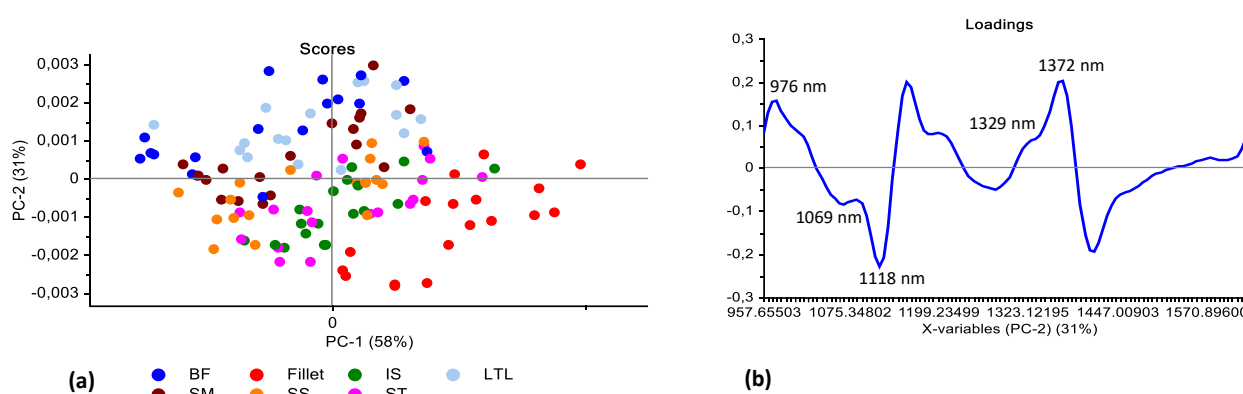 Scores
0,003
0,002
0,001
0
-0,001
-0,002
-0,003
PC-2 (31%)
0
PC-1 (58%)
(a)
BF
Fillet
IS
LTL
SM
SS
ST
Loadings
0,3
0,2
0,1
0
-0,1
-0,2
-0,3
976 nm
1069 nm
1118 nm
1329 nm
1372 nm
957.65503 1075.34802 1199.23499 1323.12195 1447.00903 1570.89600
X-variables (PC-2) (31%)
(b)